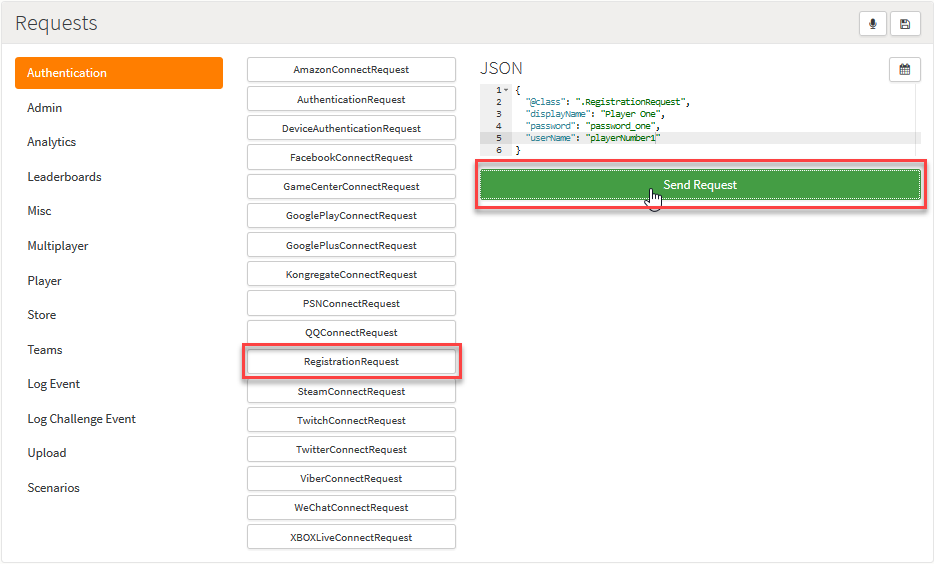 Requests
Authentication
Admin
Analytics
Leaderboards
Misc
Multiplayer
Player
Store
Teams
Log Event
Log Challenge Event
Upload
Scenarios
AmazonConnectRequest
AuthenticationRequest
DeviceAuthenticationRequest
FacebookConnectRequest
GameCenterConnectRequest
GooglePlayConnectRequest
GooglePlusConnectRequest
KongregateConnectRequest
PSNConnectRequest
QQConnectRequest
RegistrationRequest
SteamConnectRequest
TwitchConnectRequest
TwitterConnectRequest
ViberConnectRequest
WeChatConnectRequest
XBOXLiveConnectRequest
JSON
1 {
2 "@class": ".RegistrationRequest",
3 "displayName": "Player One",
4 "password": "password_one",
5 "userName": "playerNumber1"
6 }
Send Request